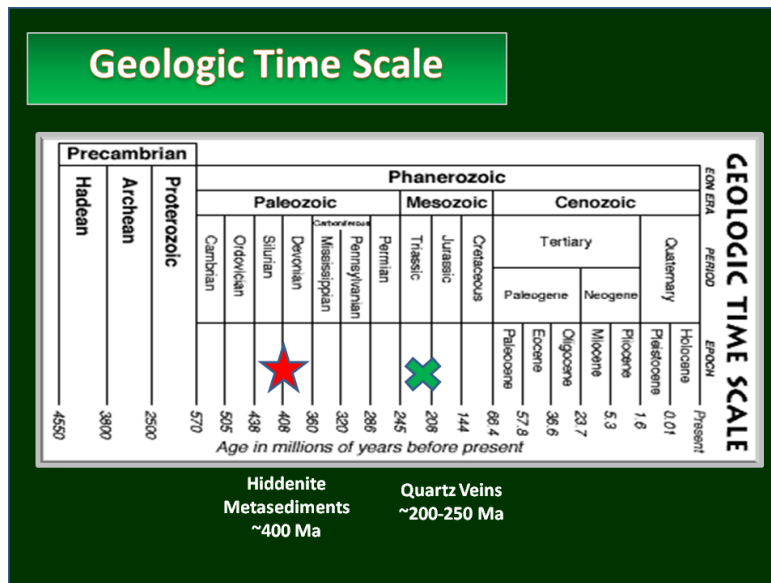 Geologic Time Scale
GEOLOGIC TIME SCALE
EON ERA
PERIOD
EPOCH
Precambrian
Hadean
Archean
Proterozoic
Phanerozoic
Paleozoic
Mesozoic
Cenozoic
Cambrian
Ordovician
Silurian
Devonian
Carboniferous
Mississippian
Pennsylvanian
Permian
Triassic
Jurassic
Cretaceous
Tertiary
Quaternary
Paleogene
Neogene
Paleocene
Eocene
Oligocene
Miocene
Pliocene
Pleistocene
Holocene
4550
3800
2500
570
505
438
408
360
320
286
245
208
144
66.4
57.8
36.6
23.7
5.3
1.6
0.01
Present
Age in millions of years before present
Hiddenite
Metasediments
~400 Ma
Quartz Veins
~200-250 Ma